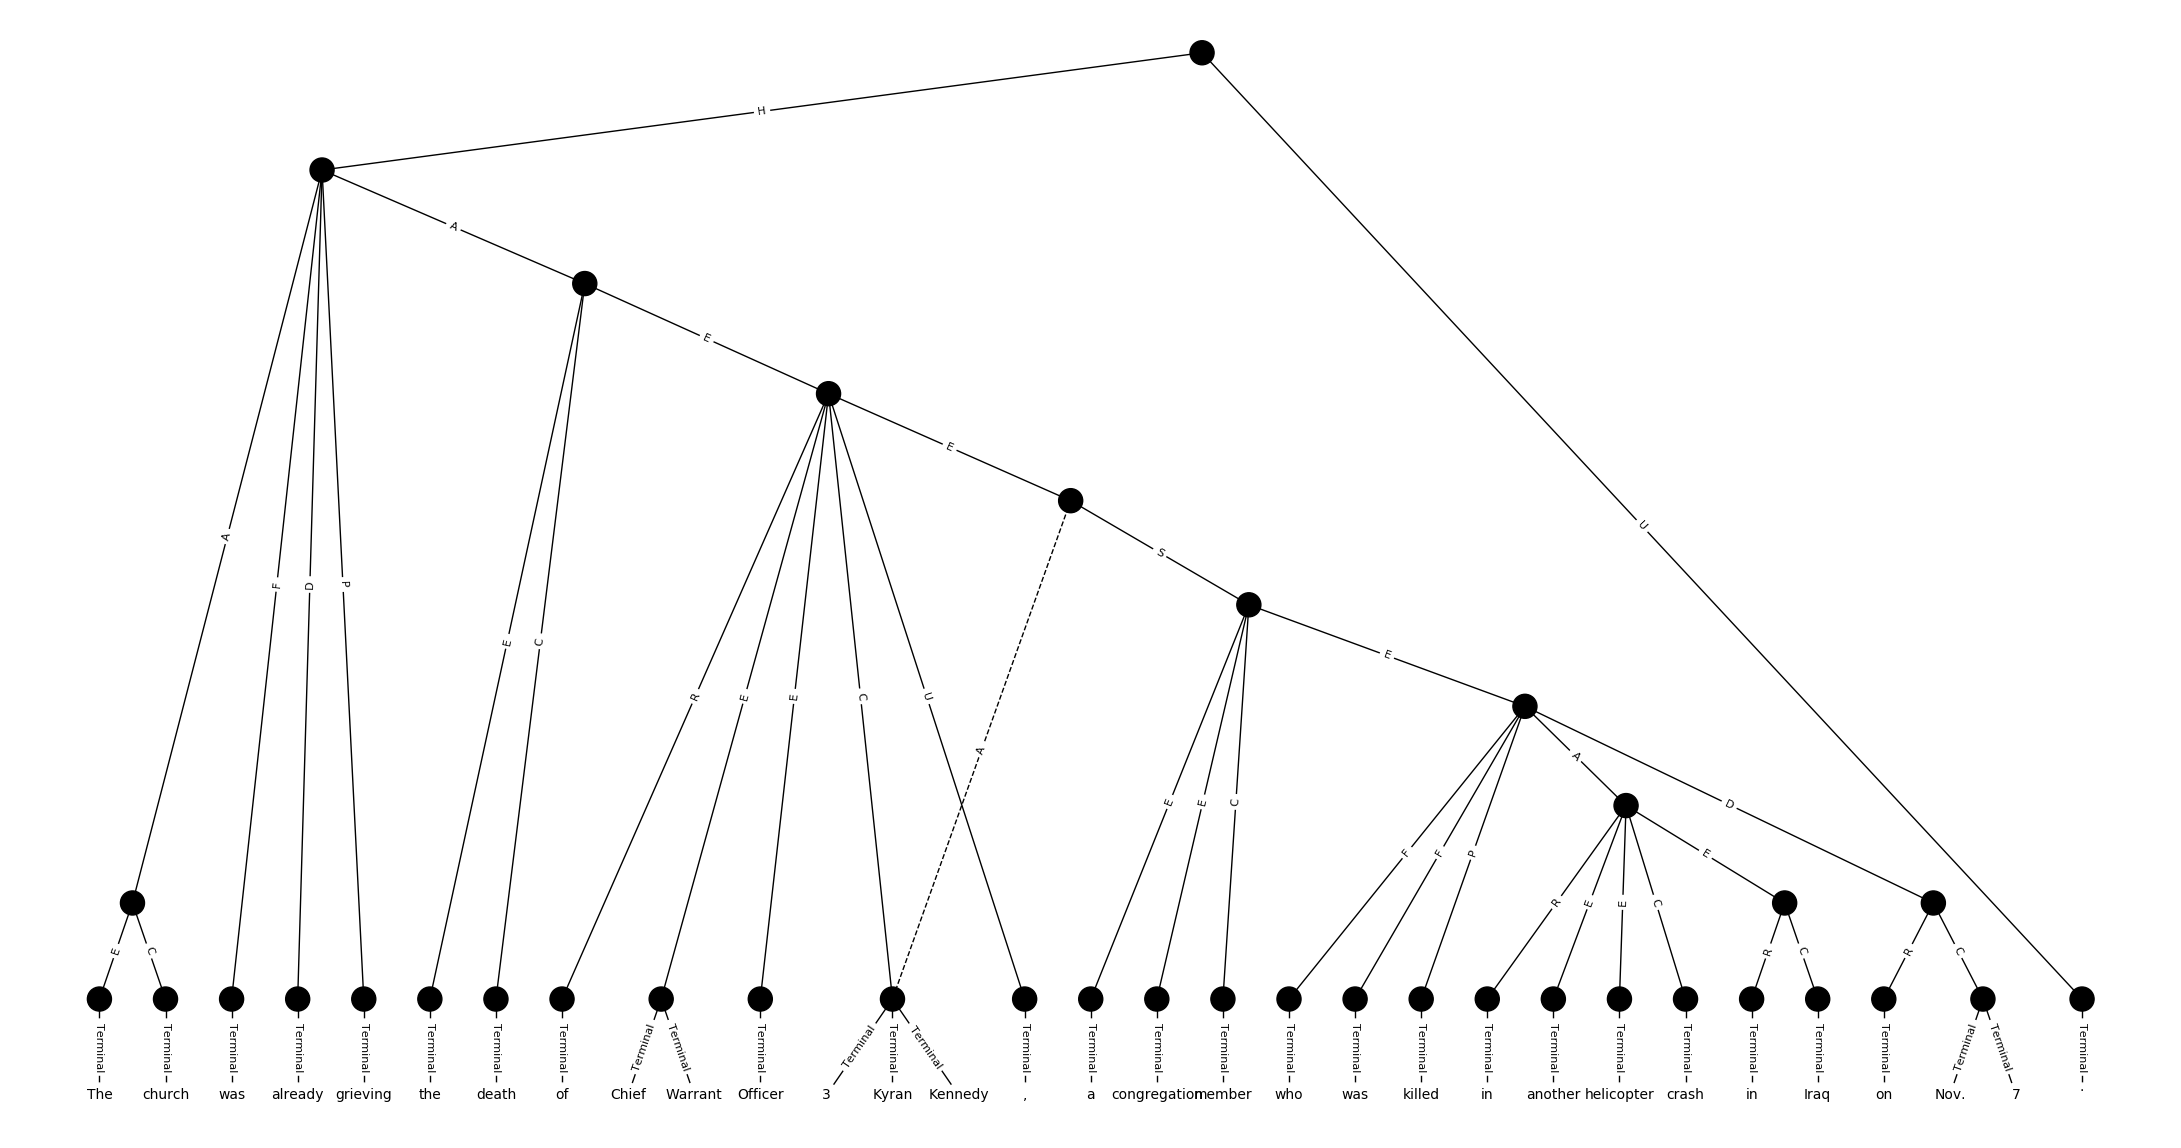 H
A
E
E
A
S
U
A
F
D
P
E
C
R
E
E
C
U
E
A
E
E
C
F
F
P
D
R
E
E
C
E
E
C
R
C
R
C
Terminal Terminal Terminal Terminal Terminal Terminal Terminal Terminal Terminal Terminal Terminal Terminal Terminal Terminal Terminal Terminal Terminal Terminal Terminal Terminal Terminal Terminal Terminal Terminal Terminal Terminal Terminal Terminal Terminal Terminal Terminal
The church was already grieving the death of Chief Warrant Officer 3 Kyran Kennedy , a congregation member who was killed in another helicopter crash in Iraq on Nov. 7 .